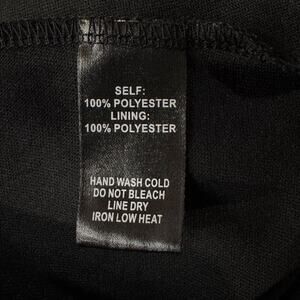 SELF:
100% POLYESTER
LINING:
100% POLYESTER
HAND WASH COLD
DO NOT BLEACH
LINE DRY
IRON LOW HEAT